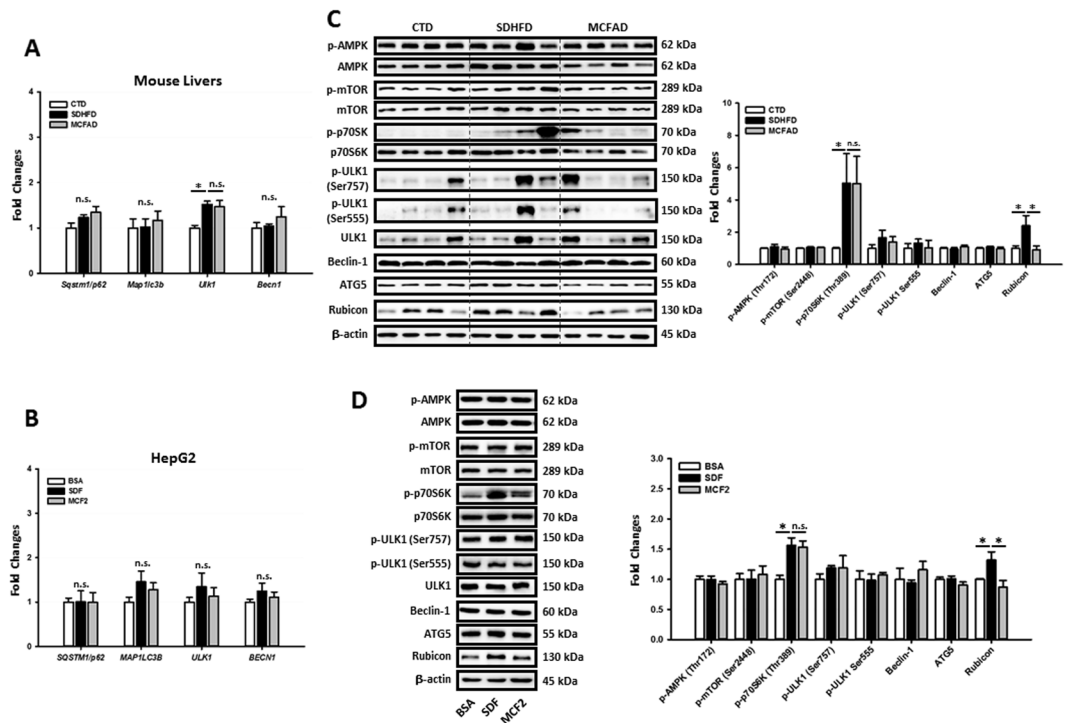 A
Mouse Livers
4
3
2
1
0
Fold Changes
CTD
SDHFD
MCFAD
n.s.
n.s.
*
n.s.
n.s.
Sqstm1/p62
Map1lc3b
Ulk1
Becn1
B
HepG2
4
3
2
1
0
Fold Changes
BSA
SDF
MCF2
n.s.
n.s.
n.s.
n.s.
SQSTM1/p62
MAP1LC3B
ULK1
BECN1
C
CTD
SDHFD
MCFAD
p-AMPK
62 kDa
AMPK
62 kDa
p-mTOR
289 kDa
mTOR
289 kDa
p-p70SK
70 kDa
p70S6K
70 kDa
p-ULK1
(Ser757)
150 kDa
p-ULK1
(Ser555)
150 kDa
ULK1
150 kDa
Beclin-1
60 kDa
ATG5
55 kDa
Rubicon
130 kDa
β-actin
45 kDa
10
8
6
4
2
0
Fold Changes
CTD
SDHFD
MCFAD
*
n.s.
*
*
p-AMPK (Thr172)
p-mTOR (Ser2448)
p-p70S6K (Thr389)
p-ULK1 (Ser757)
p-ULK1 Ser555
Beclin-1
ATG5
Rubicon
D
p-AMPK
62 kDa
AMPK
62 kDa
p-mTOR
289 kDa
mTOR
289 kDa
p-p70S6K
70 kDa
p70S6K
70 kDa
p-ULK1 (Ser757)
150 kDa
p-ULK1 (Ser555)
150 kDa
ULK1
150 kDa
Beclin-1
60 kDa
ATG5
55 kDa
Rubicon
130 kDa
β-actin
45 kDa
BSA
SDF
MCF2
3.0
2.5
2.0
1.5
1.0
0.5
0.0
Fold Changes
BSA
SDF
MCF2
*
n.s.
*
*
p-AMPK (Thr172)
p-mTOR (Ser2448)
p-p70S6K (Thr389)
p-ULK1 (Ser757)
p-ULK1 Ser555
Beclin-1
ATG5
Rubicon